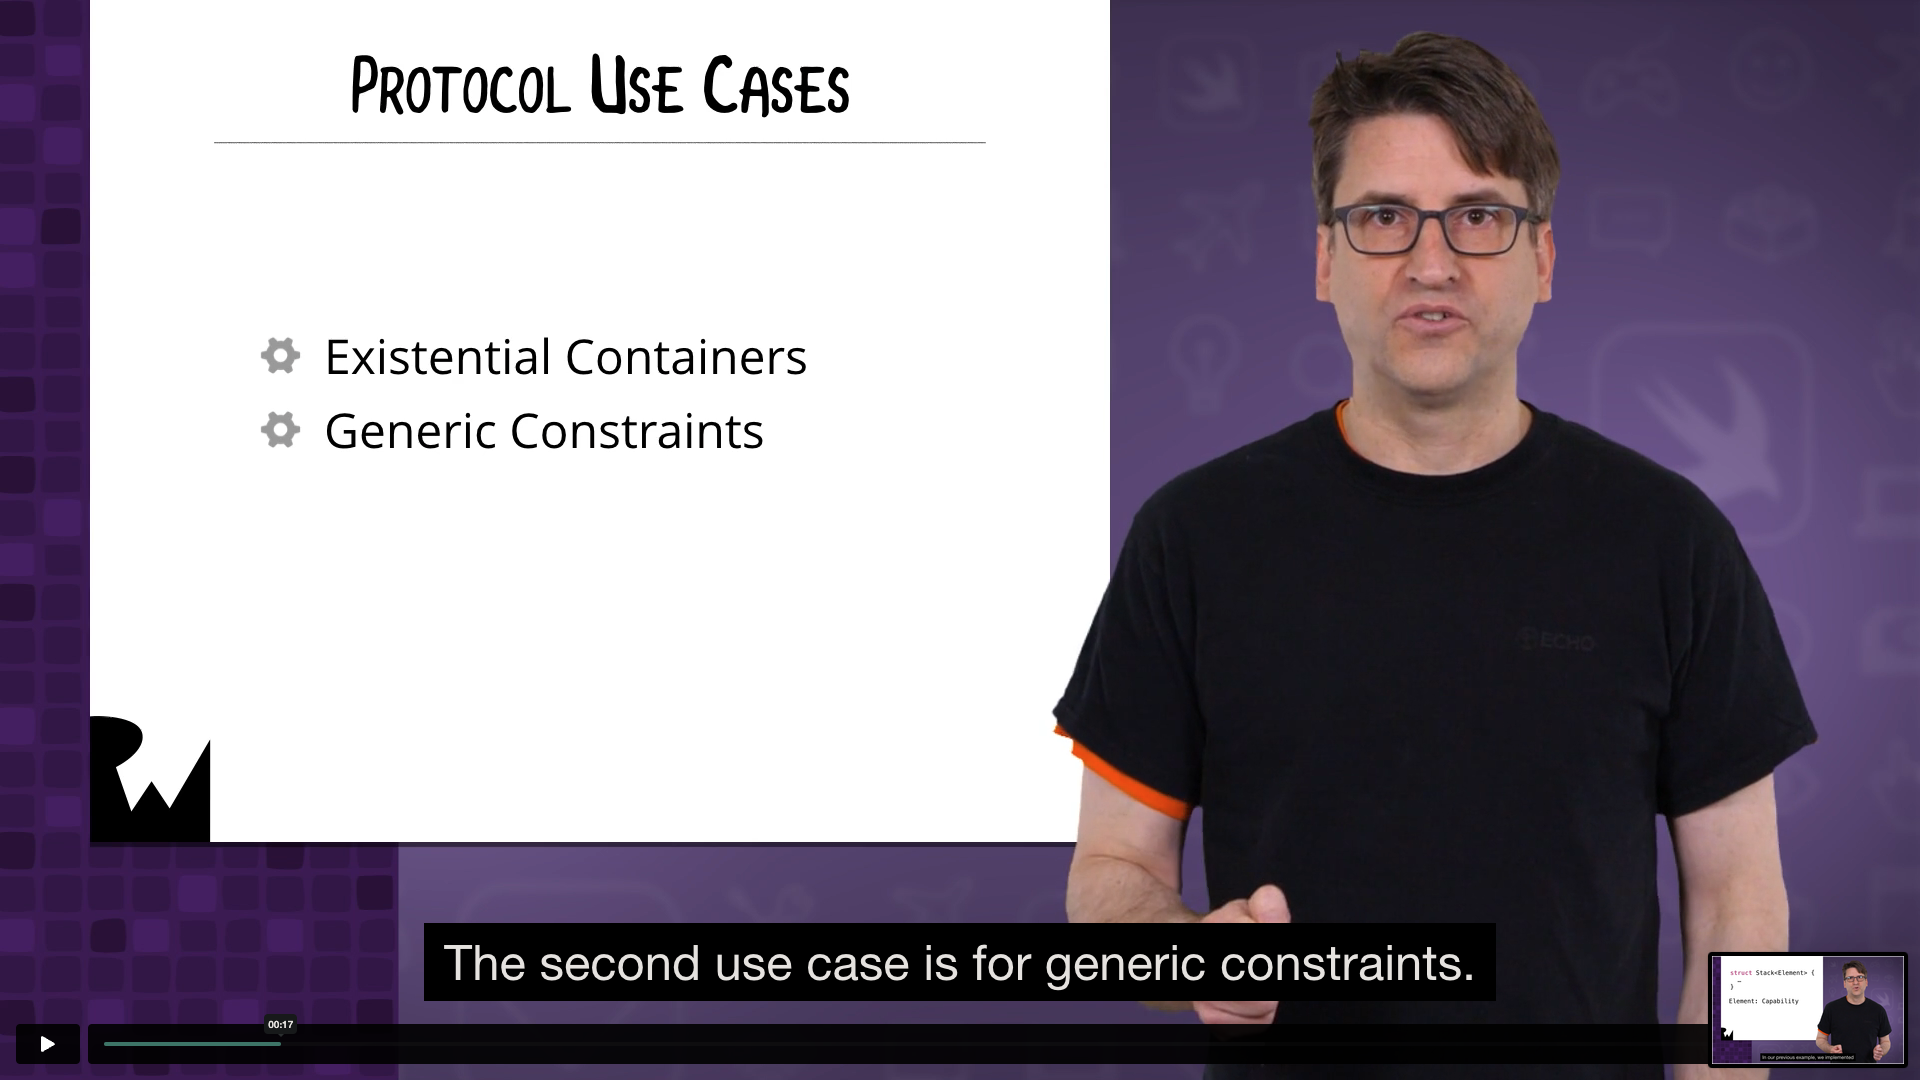 Protocol Use Cases
Existential Containers
Generic Constraints
ECHO
The second use case is for generic constraints.
00:17
struct Stack<Element> {
}
Element: Capability
In our previous example, we implemented